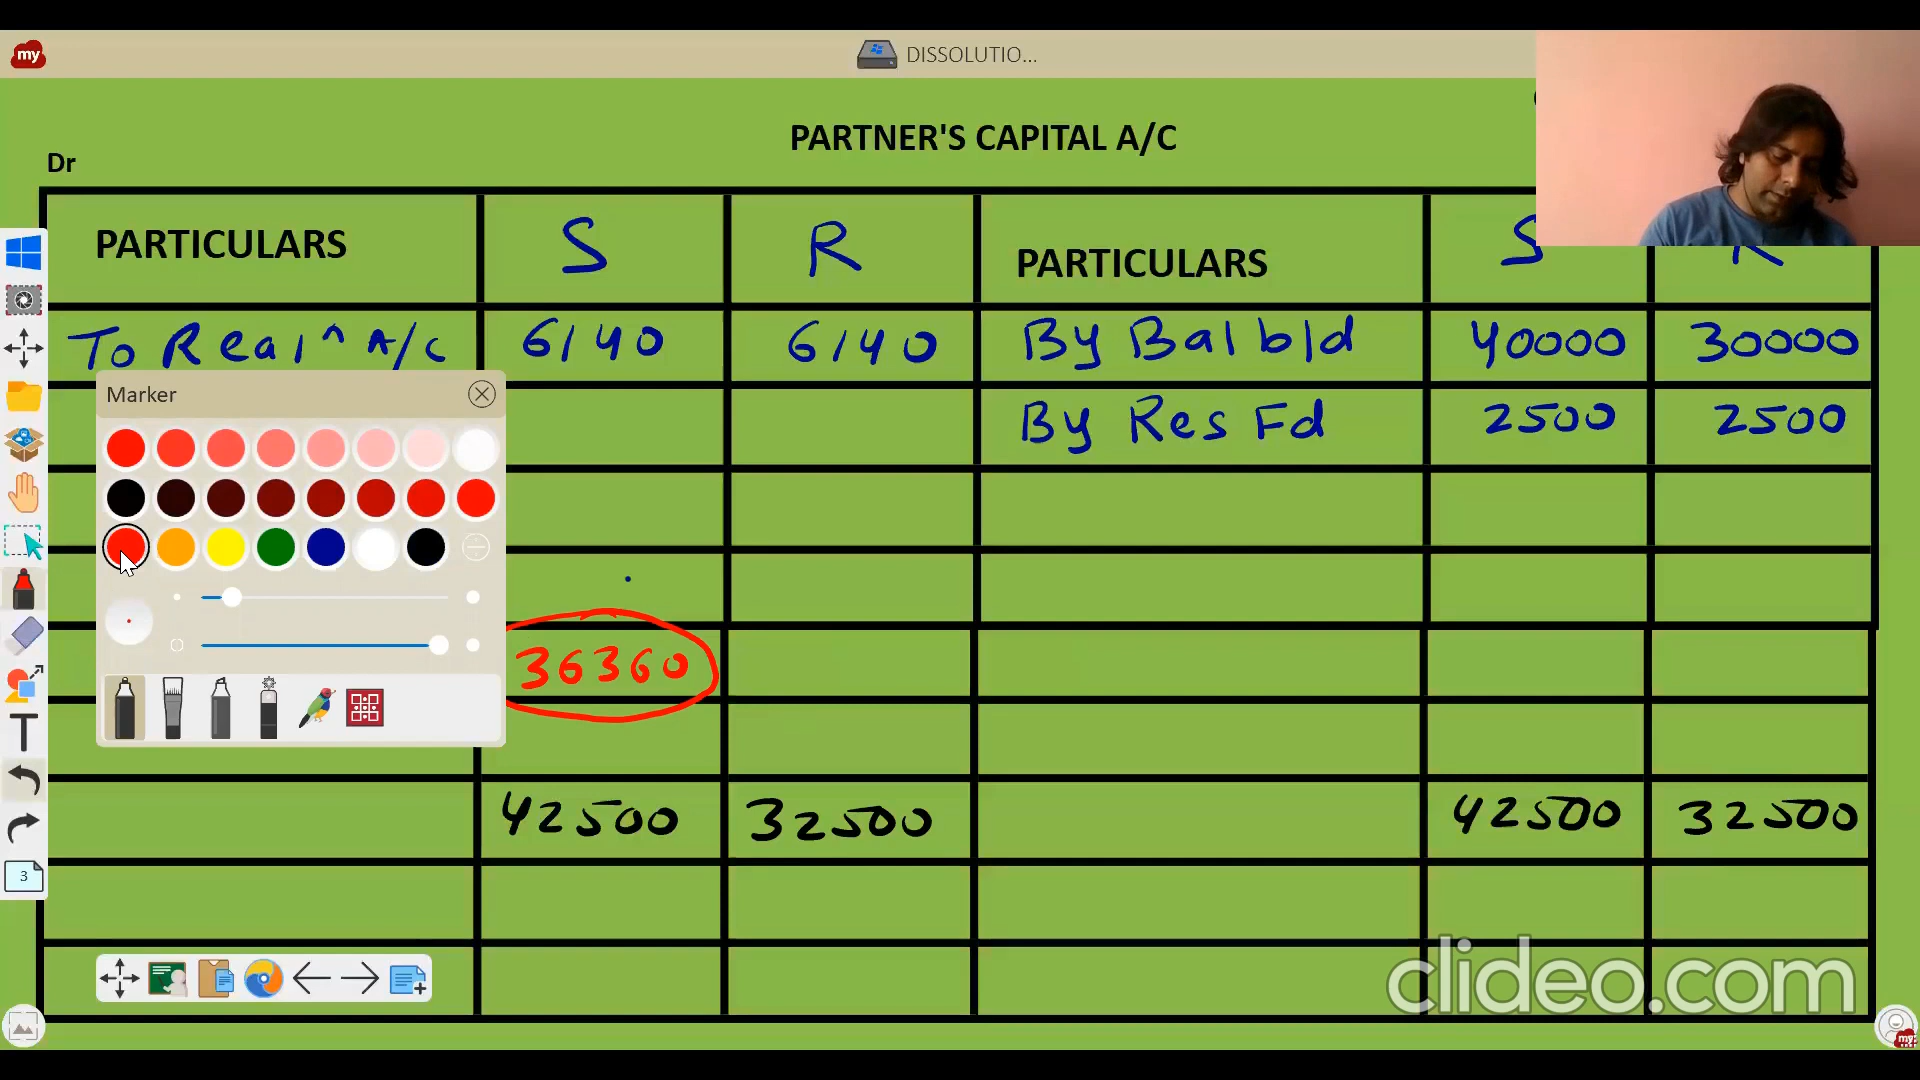 my
DISSOLUTIO...
PARTNER'S CAPITAL A/C
Dr
PARTICULARS S R PARTICULARS S R
To Real^n A/c 6140 6140 By Bal b/d 40000 30000
Marker
By Res Fd 2500 2500
36360
42500 32500 42500 32500
3
clideo.com
my